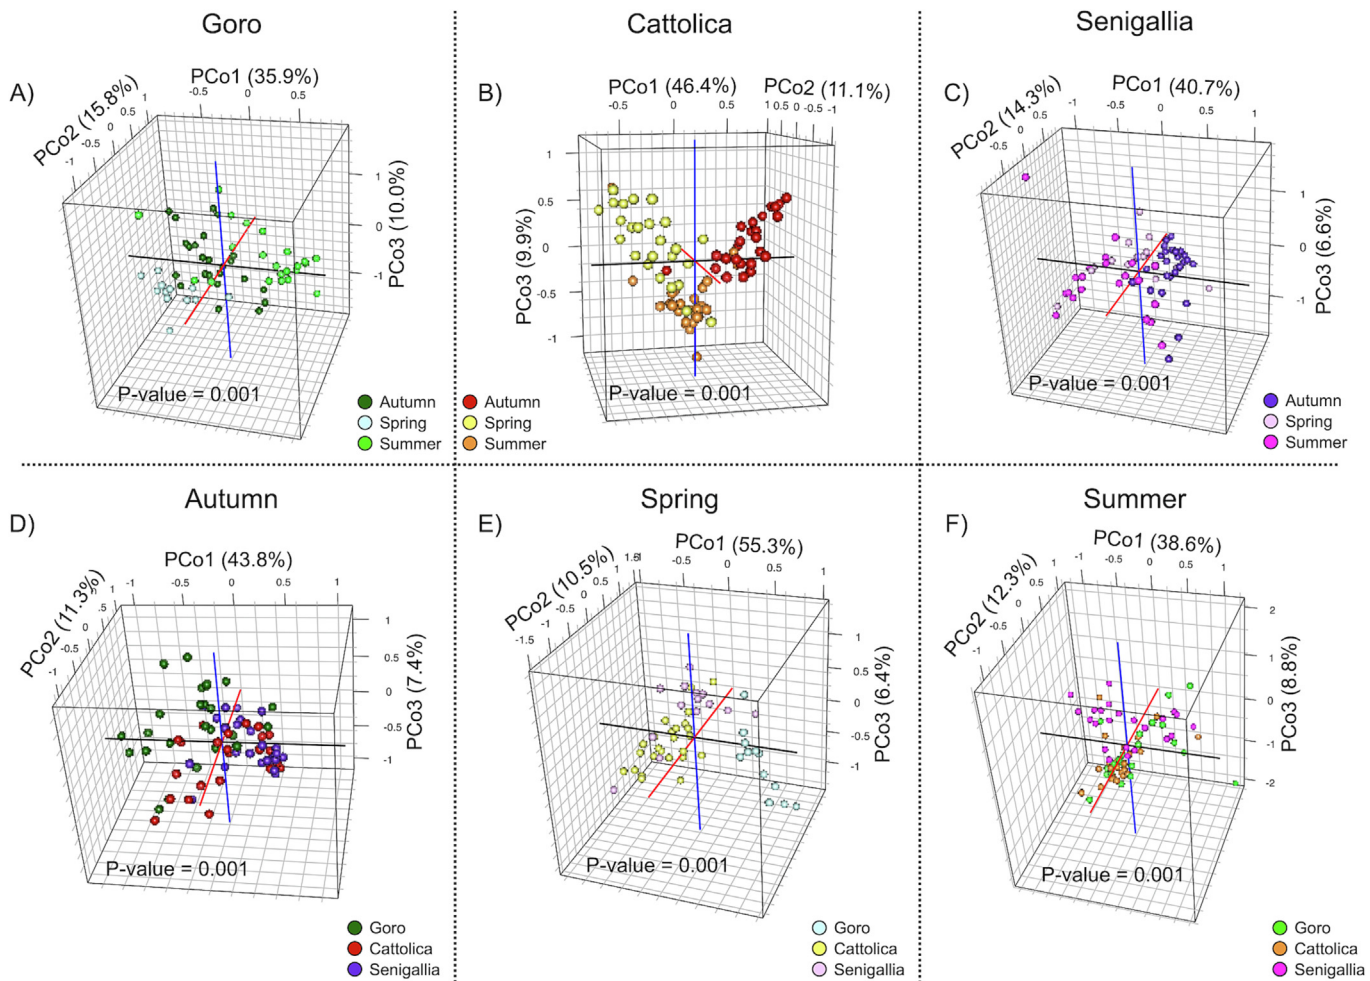 Goro
Cattolica
Senigallia
A)
PCo1 (35.9%)
-0.5 0 0.5
PCo2 (15.8%)
-1 -0.5 0 0.5 1
PCo3 (10.0%)
1
0
-1
P-value = 0.001
Autumn
Spring
Summer
B)
PCo1 (46.4%)
PCo2 (11.1%)
-0.5 0 0.5 1
1 0.5 0 -0.5 -1
PCo3 (9.9%)
1
0.5
0
-0.5
-1
P-value = 0.001
Autumn
Spring
Summer
C)
PCo1 (40.7%)
-1 -0.5 0 0.5 1
PCo2 (14.3%)
-1 -0.5 0 0.5
PCo3 (6.6%)
1
0
-1
P-value = 0.001
Autumn
Spring
Summer
Autumn
Spring
Summer
D)
PCo1 (43.8%)
-0.5 0 0.5 1
PCo2 (11.3%)
-1 -0.5 0
PCo3 (7.4%)
1
0
-0.5
-1
P-value = 0.001
Goro
Cattolica
Senigallia
E)
PCo1 (55.3%)
-0.5 0 0.5 1
PCo2 (10.5%)
-1.5 -1 -0.5 0 0.5 1
PCo3 (6.4%)
1
0
-0.5
-1
P-value = 0.001
Goro
Cattolica
Senigallia
F)
PCo1 (38.6%)
-1 -0.5 0 0.5 1
PCo2 (12.3%)
-1 -0.5 0 0.5 1
PCo3 (8.8%)
2
1
0
-1
-2
P-value = 0.001
Goro
Cattolica
Senigallia